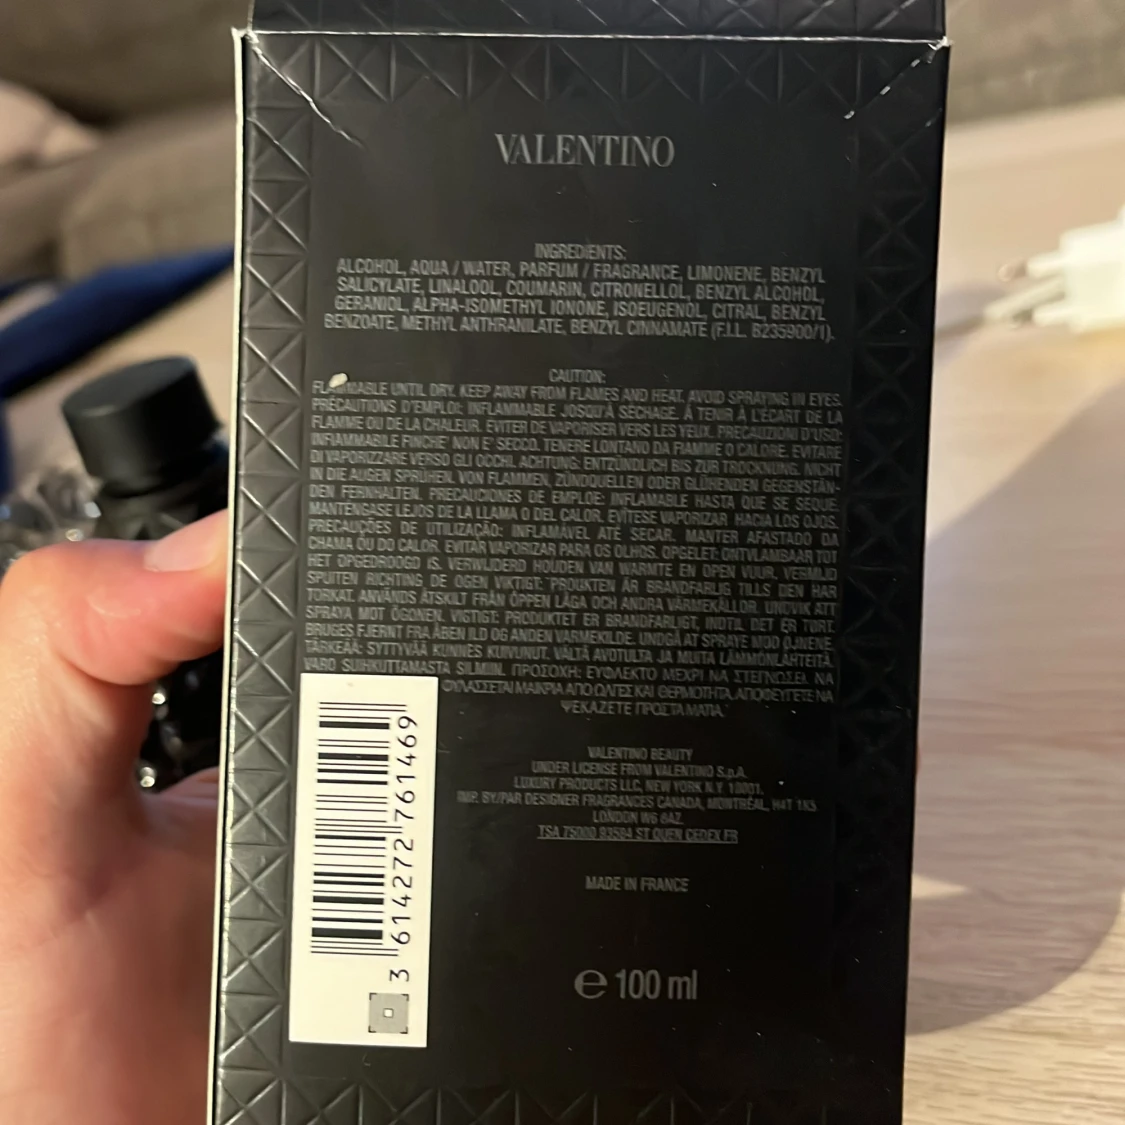 VALENTINO
INGREDIENTS:
ALCOHOL, AQUA / WATER, PARFUM / FRAGRANCE, LIMONENE, BENZYL
SALICYLATE, LINALOOL, COUMARIN, CITRONELLOL, BENZYL ALCOHOL,
GERANIOL, ALPHA-ISOMETHYL IONONE, ISOEUGENOL, CITRAL, BENZYL
BENZOATE, METHYL ANTHRANILATE, BENZYL CINNAMATE (F.I.L. B235900/1).
CAUTION:
FLAMMABLE UNTIL DRY. KEEP AWAY FROM FLAMES AND HEAT. AVOID SPRAYING IN EYES.
PRÉCAUTIONS D'EMPLOI: INFLAMMABLE JUSQU'À SÉCHAGE. À TENIR À L'ÉCART DE LA
FLAMME OU DE LA CHALEUR. EVITER DE VAPORISER VERS LES YEUX. PRECAUZIONI D'USO:
INFIAMMABILE FINCHE' NON E' SECCO. TENERE LONTANO DA FIAMME O CALORE. EVITARE
DI VAPORIZZARE VERSO GLI OCCHI. ACHTUNG: ENTZÜNDLICH BIS ZUR TROCKNUNG. NICHT
IN DIE AUGEN SPRÜHEN. VON FLAMMEN, ZÜNDQUELLEN ODER GLÜHENDEN GEGENSTÄN-
DEN FERNHALTEN. PRECAUCIONES DE EMPLOE: INFLAMABLE HASTA QUE SE SEQUE.
MANTENGASE LEJOS DE LA LLAMA O DEL CALOR. EVÍTESE VAPORIZAR HACIA LOS OJOS.
PRECAUÇÕES DE UTILIZAÇÃO: INFLAMÁVEL ATÉ SECAR. MANTER AFASTADO DA
CHAMA OU DO CALOR. EVITAR VAPORIZAR PARA OS OLHOS. OPGELET: ONTVLAMBAAR TOT
HET OPGEDROOGD IS. VERWIJDERD HOUDEN VAN WARMTE EN OPEN VUUR. VERMIJD
SPUITEN RICHTING DE OGEN VIKTIGT: PRODUKTEN ÄR BRANDFARLIG TILLS DEN HAR
TORKAT. ANVÄNDS ÅTSKILT FRÅN ÖPPEN LÅGA OCH ANDRA VÄRMEKÄLLOR. UNDVIK ATT
SPRAYA MOT ÖGONEN. VIGTIGT: PRODUKTET ER BRANDFARLIGT, INDTIL DET ER TØRT.
BRUGES FJERNT FRA ÅBEN ILD OG ANDEN VARMEKILDE. UNDGÅ AT SPRAYE MOD ØJNENE.
TÄRKEÄÄ: SYTTYVÄÄ KUNNES KUIVUNUT. VÄLTÄ AVOTULTA JA MUITA LÄMMÖNLÄHTEITÄ.
VARO SUIHKUTTAMASTA SILMIIN. ΠΡΟΣΟΧΗ: ΕΥΦΛΕΚΤΟ ΜΕΧΡΙ ΝΑ ΣΤΕΓΝΩΣΕΙ. ΝΑ
ΦΥΛΑΣΣΕΤΑΙ ΜΑΚΡΙΑ ΑΠΟ ΦΛΟΓΕΣ ΚΑΙ ΘΕΡΜΟΤΗΤΑ. ΑΠΟΦΕΥΓΕΤΕ ΝΑ
ΨΕΚΑΖΕΤΕ ΠΡΟΣ ΤΑ ΜΑΤΙΑ.
VALENTINO BEAUTY
UNDER LICENSE FROM VALENTINO S.p.A.
LUXURY PRODUCTS LLC, NEW YORK N.Y. 10001.
IMP. BY/PAR DESIGNER FRAGRANCES CANADA, MONTRÉAL, H4T 1K5
LONDON W6 8AZ.
TSA 75000 93584 ST QUEN CEDEX FR
MADE IN FRANCE
℮ 100 ml
3 614272 761469